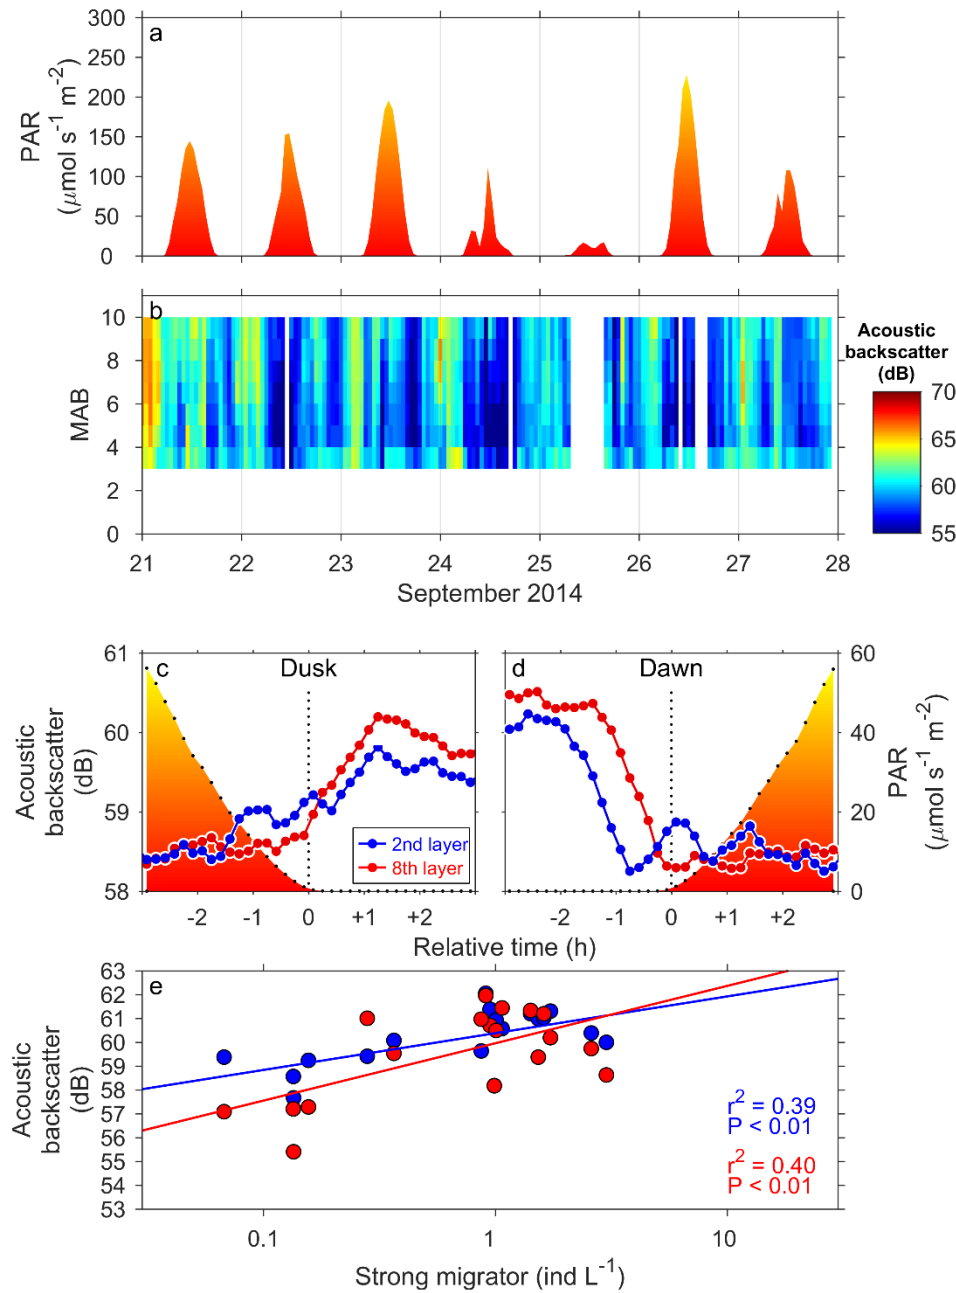 a
300
250
200
150
100
50
0
PAR
(μmol s⁻¹ m⁻²)
b
10
8
6
4
2
0
MAB
21 22 23 24 25 26 27 28
September 2014
Acoustic
backscatter
(dB)
70
65
60
55
c Dusk
61
60
59
58
Acoustic
backscatter
(dB)
2nd layer
8th layer
-2 -1 0 +1 +2
d Dawn
60
40
20
0
PAR
(μmol s⁻¹ m⁻²)
-2 -1 0 +1 +2
Relative time (h)
e
63
62
61
60
59
58
57
56
55
54
53
Acoustic
backscatter
(dB)
r² = 0.39
P < 0.01
r² = 0.40
P < 0.01
0.1 1 10
Strong migrator (ind L⁻¹)